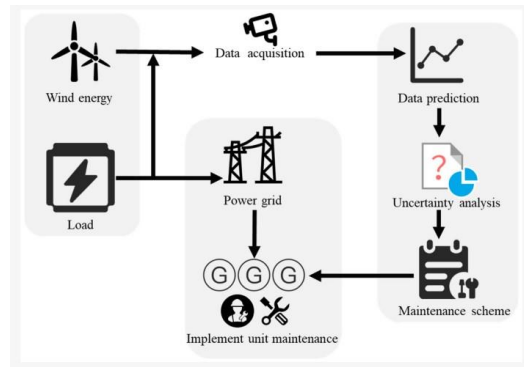 Data acquisition
Wind energy
Data prediction
?
Load
Power grid
Uncertainty analysis
G G G
Maintenance scheme
Implement unit maintenance